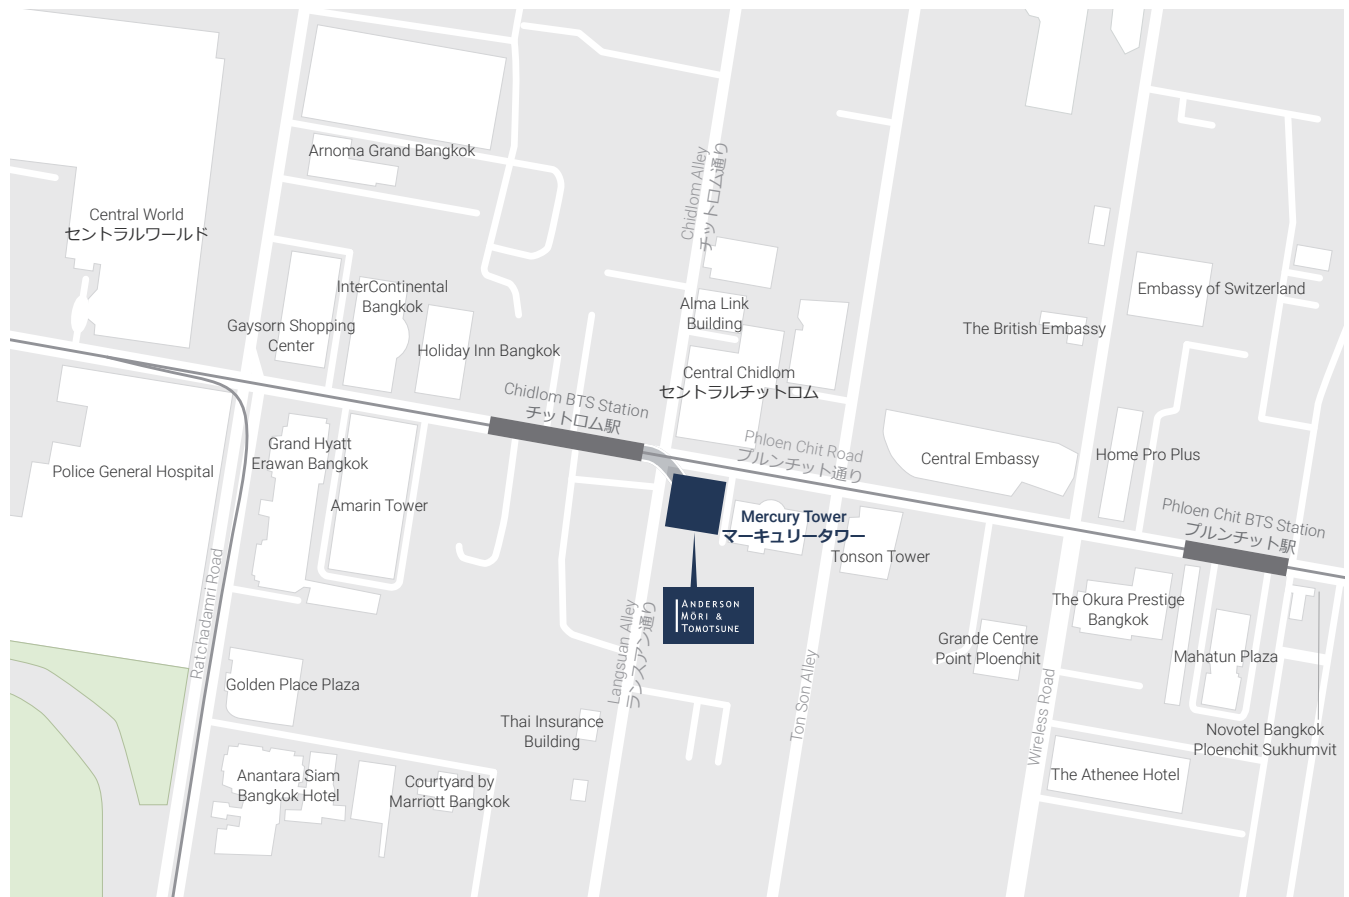 Arnoma Grand Bangkok
Chidlom Alley
チットロム通り
Central World
セントラルワールド
InterContinental
Bangkok
Embassy of Switzerland
Alma Link
Building
Gaysorn Shopping
Center
The British Embassy
Holiday Inn Bangkok
Central Chidlom
セントラルチットロム
Chidlom BTS Station
チットロム駅
Phloen Chit Road
プルンチット通り
Grand Hyatt
Erawan Bangkok
Central Embassy
Home Pro Plus
Police General Hospital
Amarin Tower
Mercury Tower
マーキュリータワー
Phloen Chit BTS Station
プルンチット駅
Tonson Tower
Ratchadamri Road
ANDERSON
MŌRI &
TOMOTSUNE
The Okura Prestige
Bangkok
Langsuan Alley
ランスアン通り
Grande Centre
Point Ploenchit
Mahatun Plaza
Golden Place Plaza
Ton Son Alley
Wireless Road
Thai Insurance
Building
Novotel Bangkok
Ploenchit Sukhumvit
Anantara Siam
Bangkok Hotel
Courtyard by
Marriott Bangkok
The Athenee Hotel